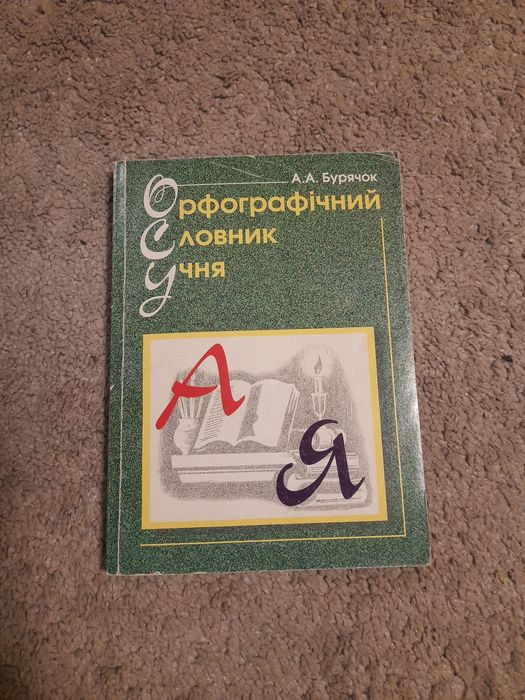 А.А. Бурячок
Орфографічний
Словник
Учня
А
Я